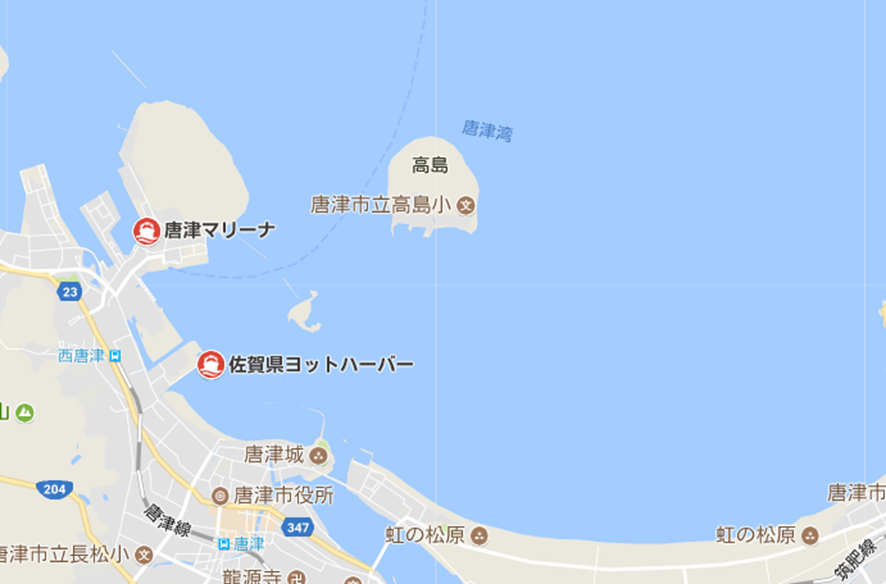 唐津湾
高島
唐津市立高島小
唐津マリーナ
23
西唐津
佐賀県ヨットハーバー
山
唐津城
204
唐津市役所
唐津市
唐津線
347
虹の松原
虹の松原
唐津
唐津市立長松小
筑肥線
龍源寺